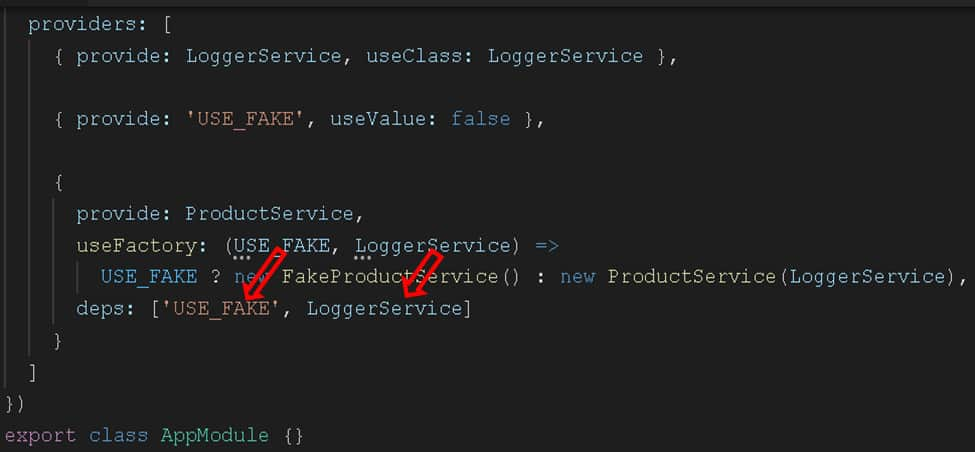 providers: [
{ provide: LoggerService, useClass: LoggerService },
{ provide: 'USE_FAKE', useValue: false },
{
provide: ProductService,
useFactory: (USE_FAKE, LoggerService) =>
USE_FAKE ? new FakeProductService() : new ProductService(LoggerService),
deps: ['USE_FAKE', LoggerService]
}
]
})
export class AppModule {}